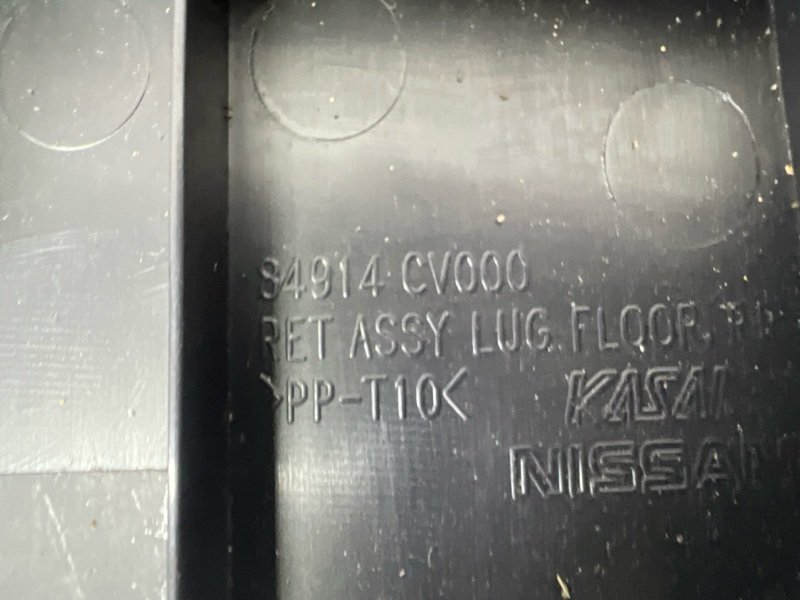 84914 CV000
RET ASSY LUG FLOOR,
>PP-T10<
KASAI
NISSAN